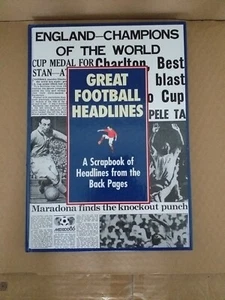 ENGLAND—CHAMPIONS
OF THE WORLD
CUP MEDAL FOR
Charlton, Best
STAN—A
blast
o Cup
PELE TA
GREAT
FOOTBALL
HEADLINES
A Scrapbook of
Headlines from the
Back Pages
Maradona finds the knockout punch
MEXICO86